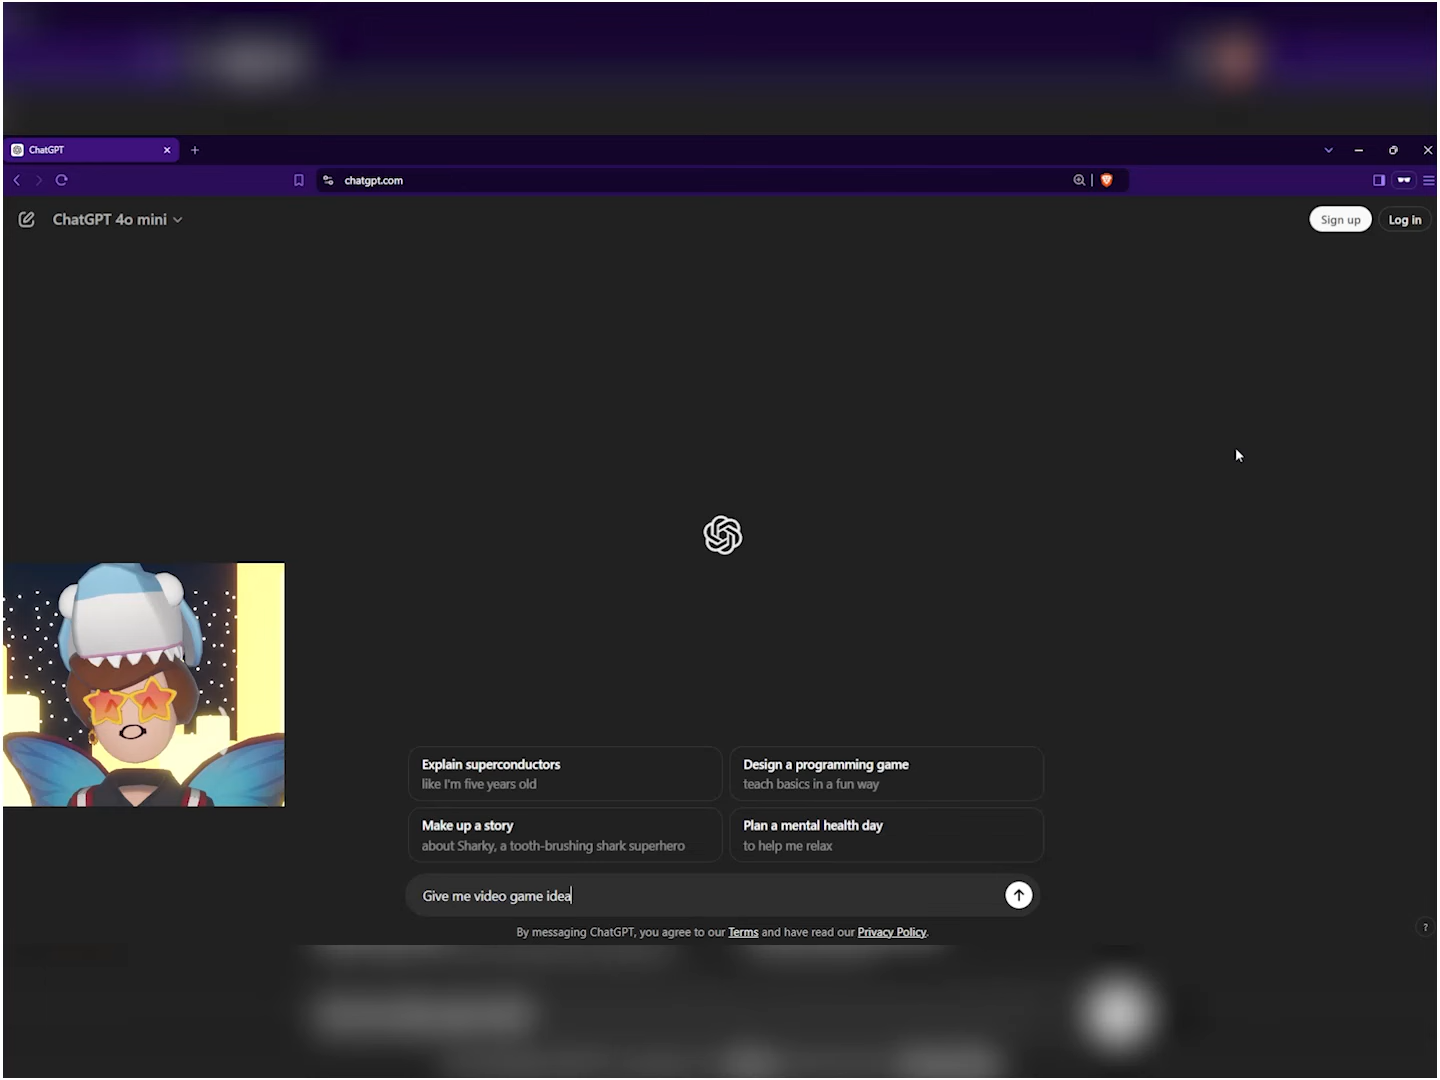 ChatGPT
chatgpt.com
ChatGPT 4o mini
Sign up
Log in
Explain superconductors
like I'm five years old
Design a programming game
teach basics in a fun way
Make up a story
about Sharky, a tooth-brushing shark superhero
Plan a mental health day
to help me relax
Give me video game idea
By messaging ChatGPT, you agree to our Terms and have read our Privacy Policy.
?